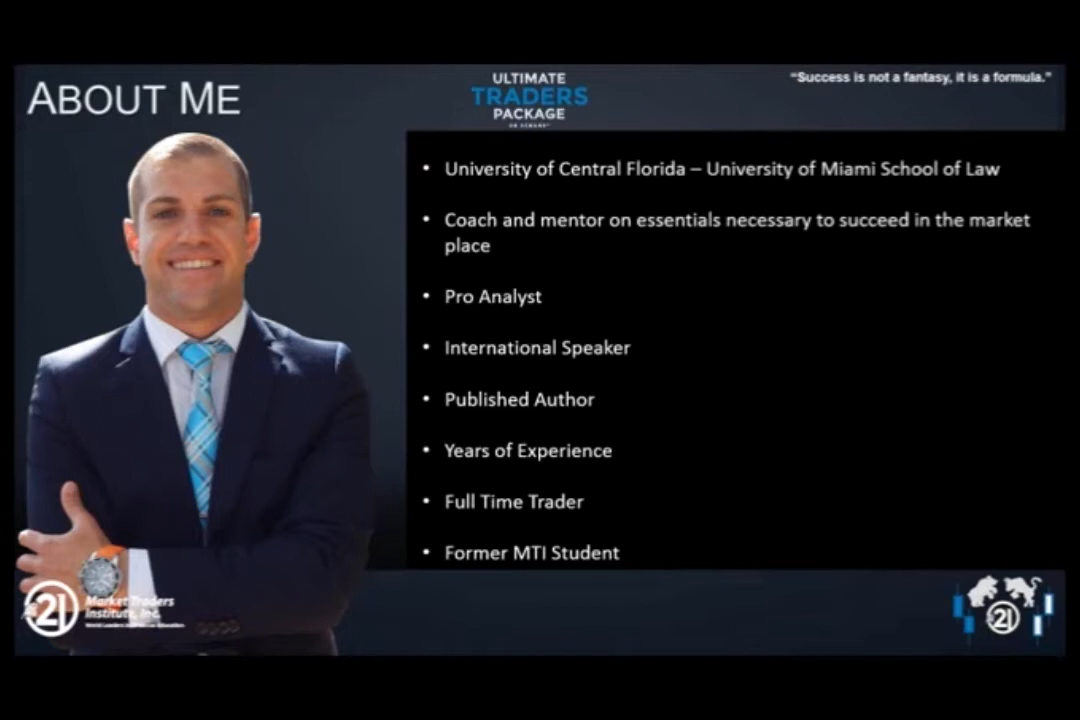 ABOUT ME
ULTIMATE
TRADERS
PACKAGE
"Success is not a fantasy, it is a formula."
• University of Central Florida – University of Miami School of Law
• Coach and mentor on essentials necessary to succeed in the market
place
• Pro Analyst
• International Speaker
• Published Author
• Years of Experience
• Full Time Trader
• Former MTI Student
21
Market Traders
Institute, Inc.
21